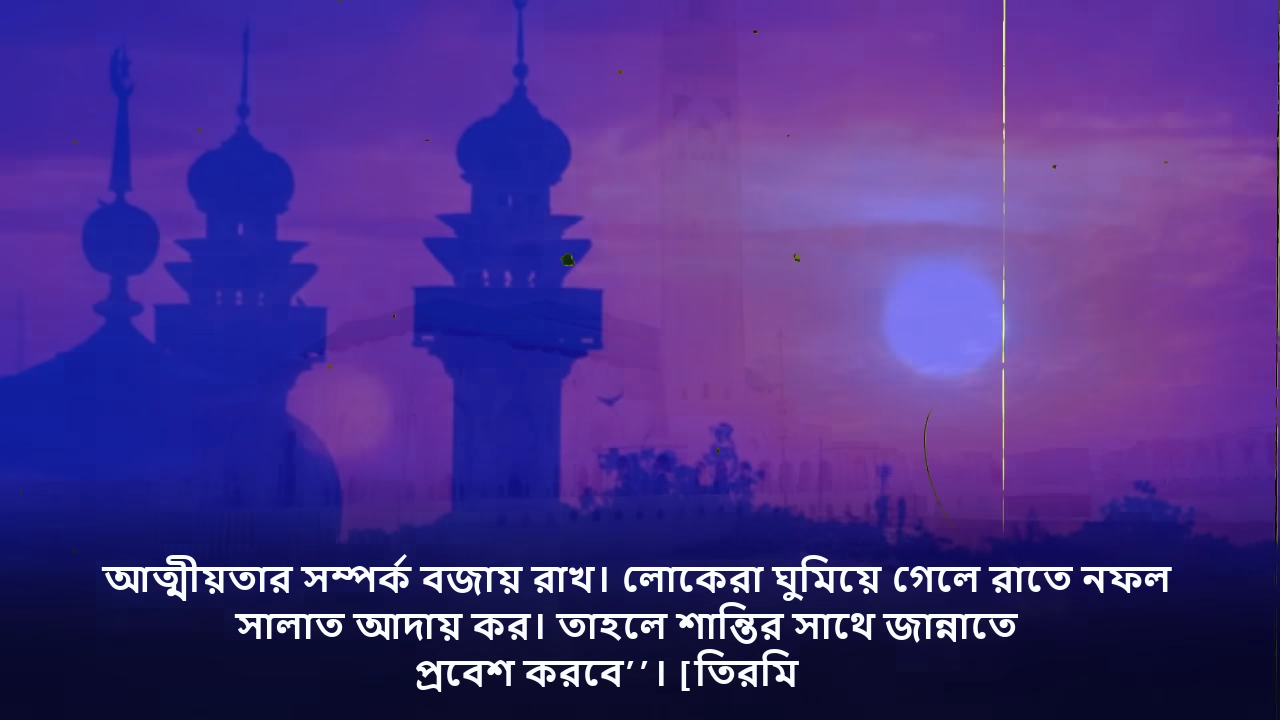 আত্মীয়তার সম্পর্ক বজায় রাখ। লোকেরা ঘুমিয়ে গেলে রাতে নফল
সালাত আদায় কর। তাহলে শান্তির সাথে জান্নাতে
প্রবেশ করবে’’। [তিরমি